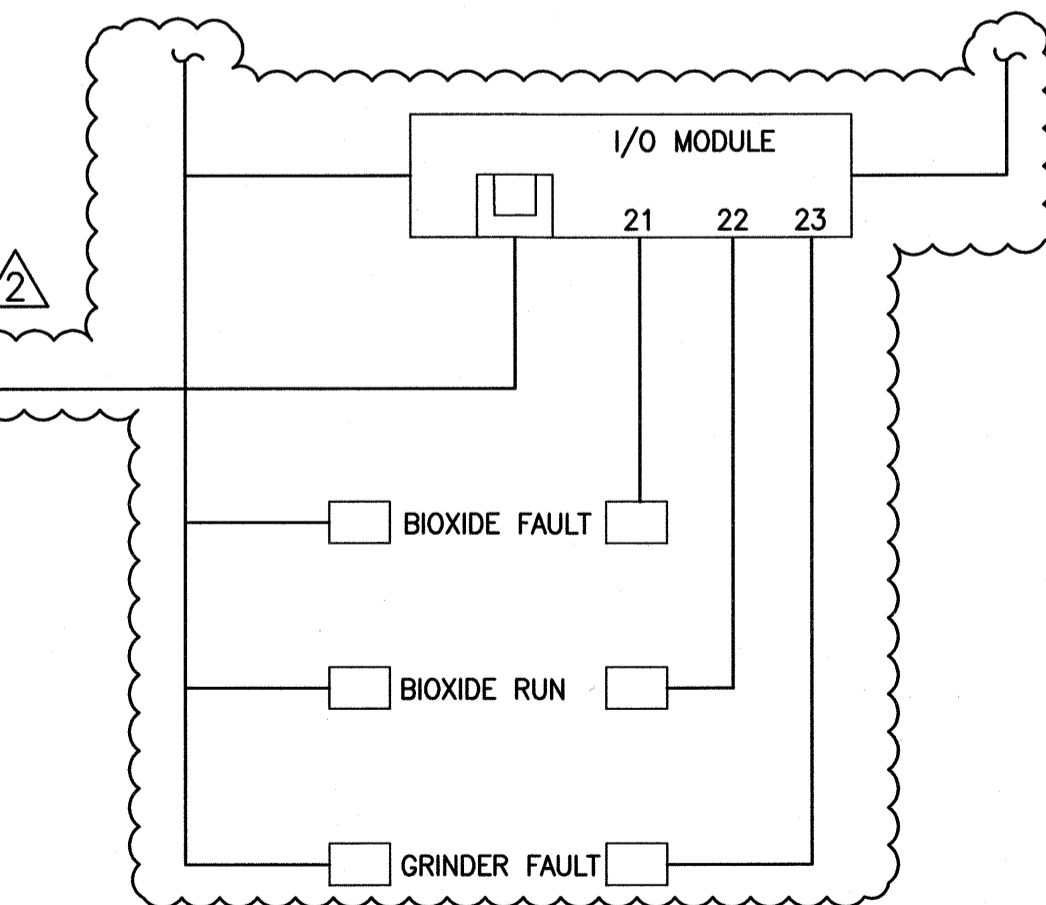 I/O MODULE
21 22 23
2
BIOXIDE FAULT
BIOXIDE RUN
GRINDER FAULT